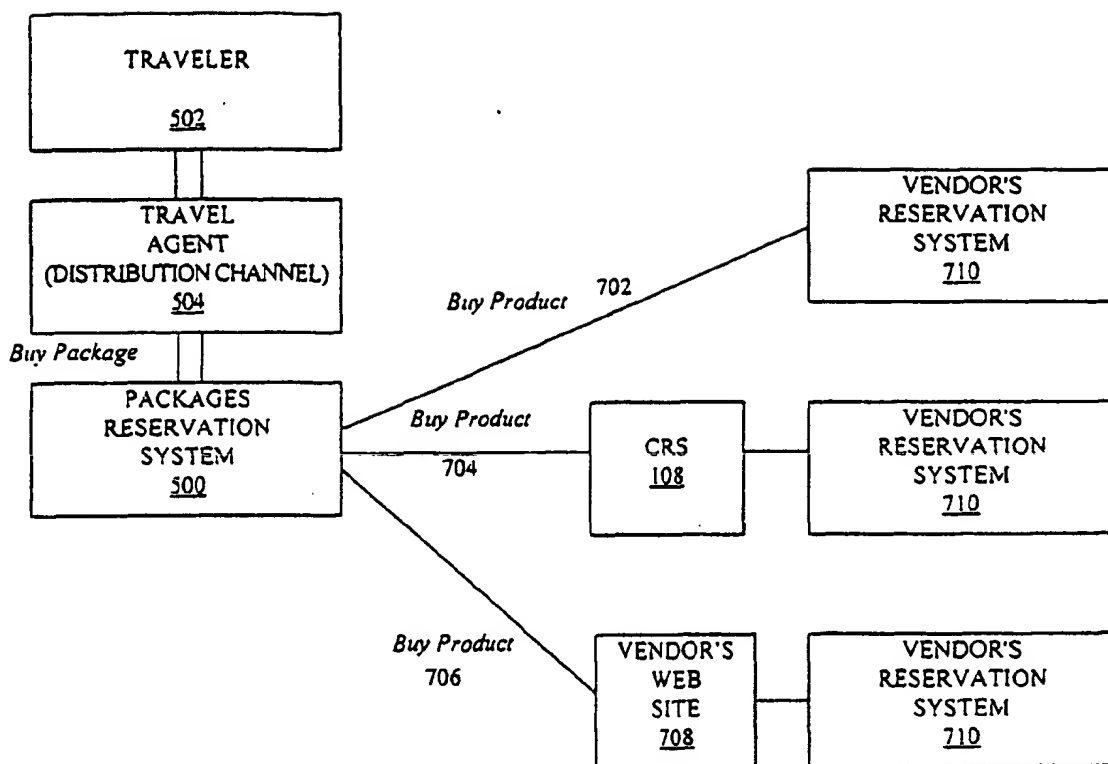 TRAVELER
502
TRAVEL
AGENT
(DISTRIBUTION CHANNEL)
504
Buy Package
PACKAGES
RESERVATION
SYSTEM
500
Buy Product
702
VENDOR'S
RESERVATION
SYSTEM
710
Buy Product
704
CRS
108
VENDOR'S
RESERVATION
SYSTEM
710
Buy Product
706
VENDOR'S
WEB
SITE
708
VENDOR'S
RESERVATION
SYSTEM
710